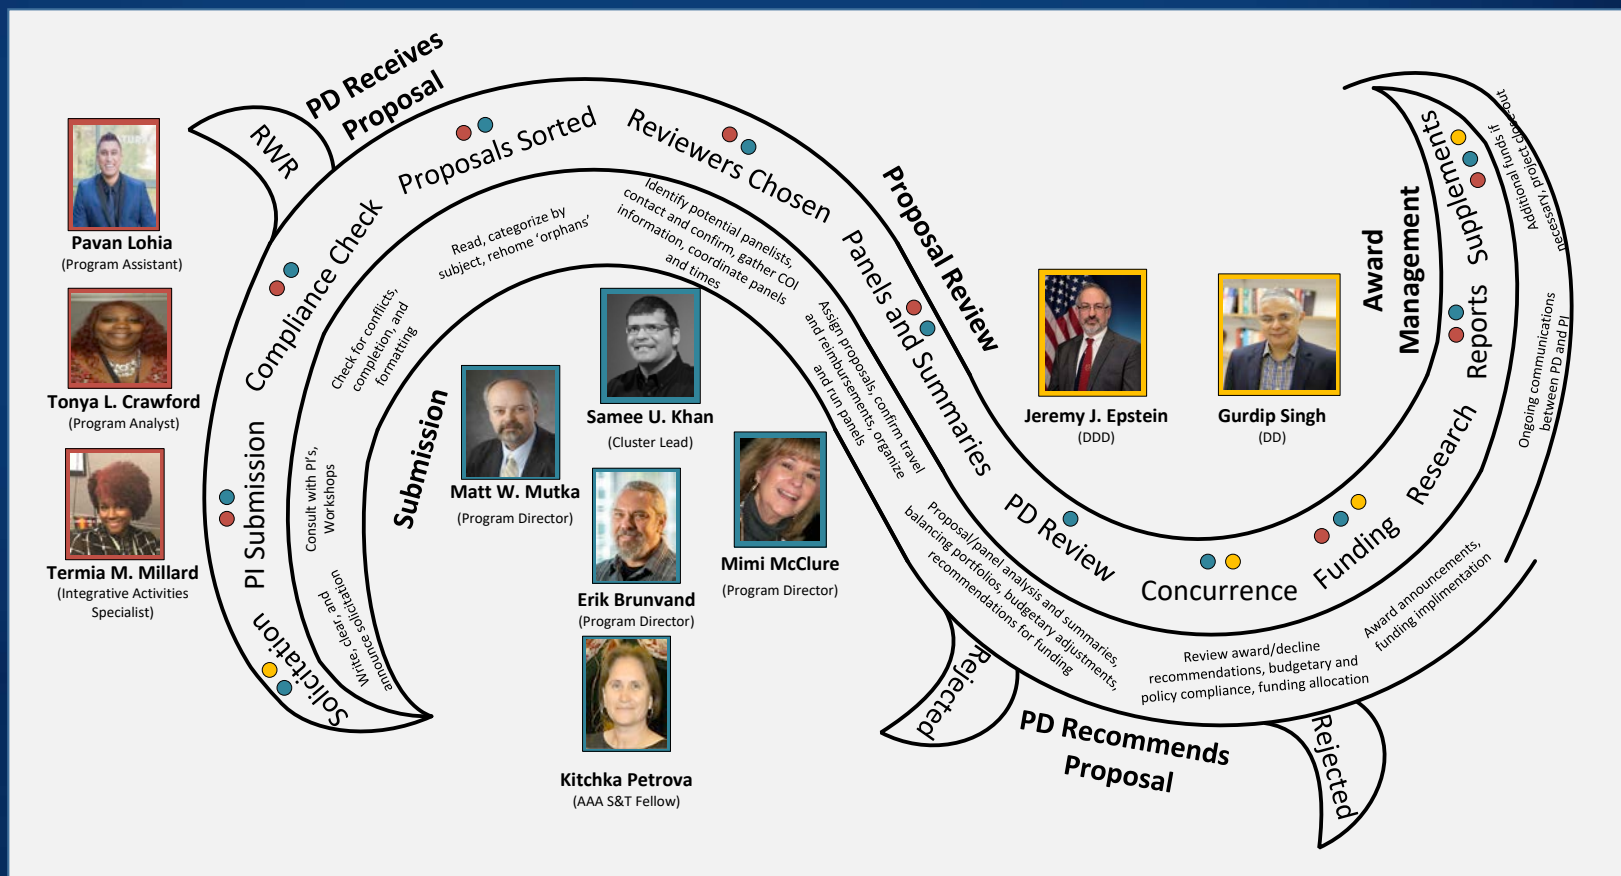 PD Receives
Proposal
RWR
Pavan Lohia
(Program Assistant)
Tonya L. Crawford
(Program Analyst)
Termia M. Millard
(Integrative Activities
Specialist)
Solicitation
PI Submission
Compliance Check
Proposals Sorted
Reviewers Chosen
Panels and Summaries
PD Review
Concurrence
Funding
Research
Reports
Supplements
Write, clear, and
announce solicitation
Consult with PI's,
Workshops
Check for conflicts,
completion, and
formatting
Read, categorize by
subject, rehome 'orphans'
Identify potential panelists,
contact and confirm, gather COI
information, coordinate panels
and times
Assign proposals, confirm travel
and reimbursements, organize
and run panels
Proposal/panel analysis and summaries,
balancing portfolios, budgetary adjustments,
recommendations for funding
Review award/decline
recommendations, budgetary and
policy compliance, funding allocation
Award announcements,
funding implimentation
Ongoing communications
between PD and PI
Additional funds if
necessary, project close-out
Submission
Proposal Review
PD Recommends
Proposal
Award
Management
Rejected
Rejected
Samee U. Khan
(Cluster Lead)
Matt W. Mutka
(Program Director)
Mimi McClure
(Program Director)
Erik Brunvand
(Program Director)
Kitchka Petrova
(AAA S&T Fellow)
Jeremy J. Epstein
(DDD)
Gurdip Singh
(DD)